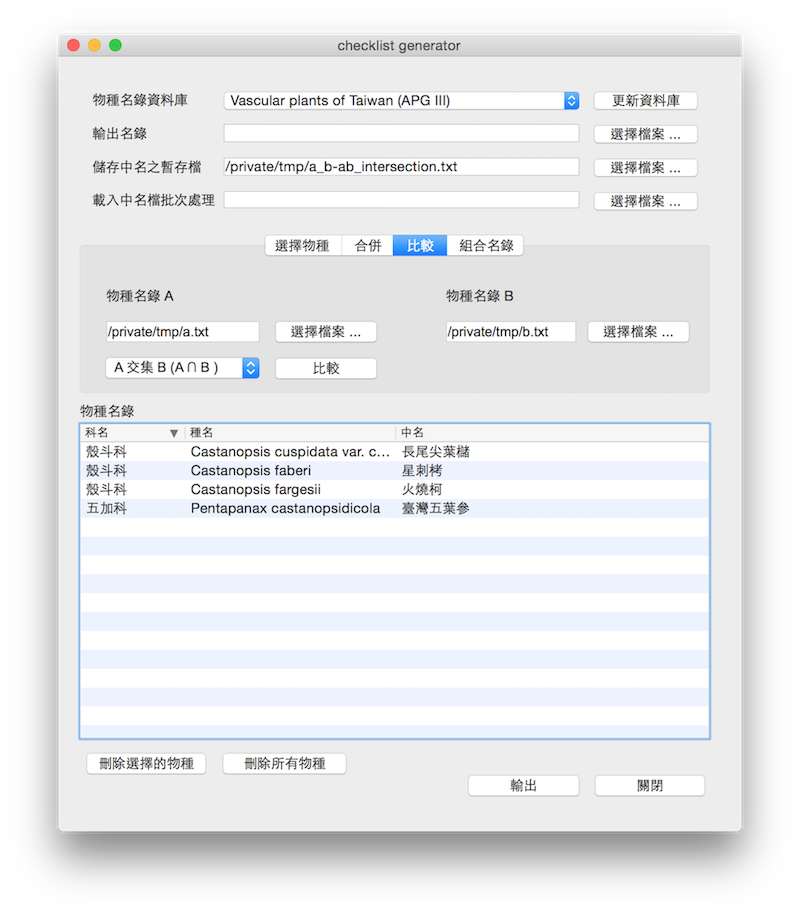 checklist generator
物種名錄資料庫 Vascular plants of Taiwan (APG III) 更新資料庫
輸出名錄 選擇檔案 ...
儲存中名之暫存檔 /private/tmp/a_b-ab_intersection.txt 選擇檔案 ...
載入中名檔批次處理 選擇檔案 ...
選擇物種 合併 比較 組合名錄
物種名錄 A 物種名錄 B
/private/tmp/a.txt 選擇檔案 ... /private/tmp/b.txt 選擇檔案 ...
A 交集 B (A ∩ B ) 比較
物種名錄
科名 ▼ 種名 中名
殼斗科 Castanopsis cuspidata var. c... 長尾尖葉櫧
殼斗科 Castanopsis faberi 星刺栲
殼斗科 Castanopsis fargesii 火燒柯
五加科 Pentapanax castanopsidicola 臺灣五葉參
刪除選擇的物種 刪除所有物種
輸出 關閉